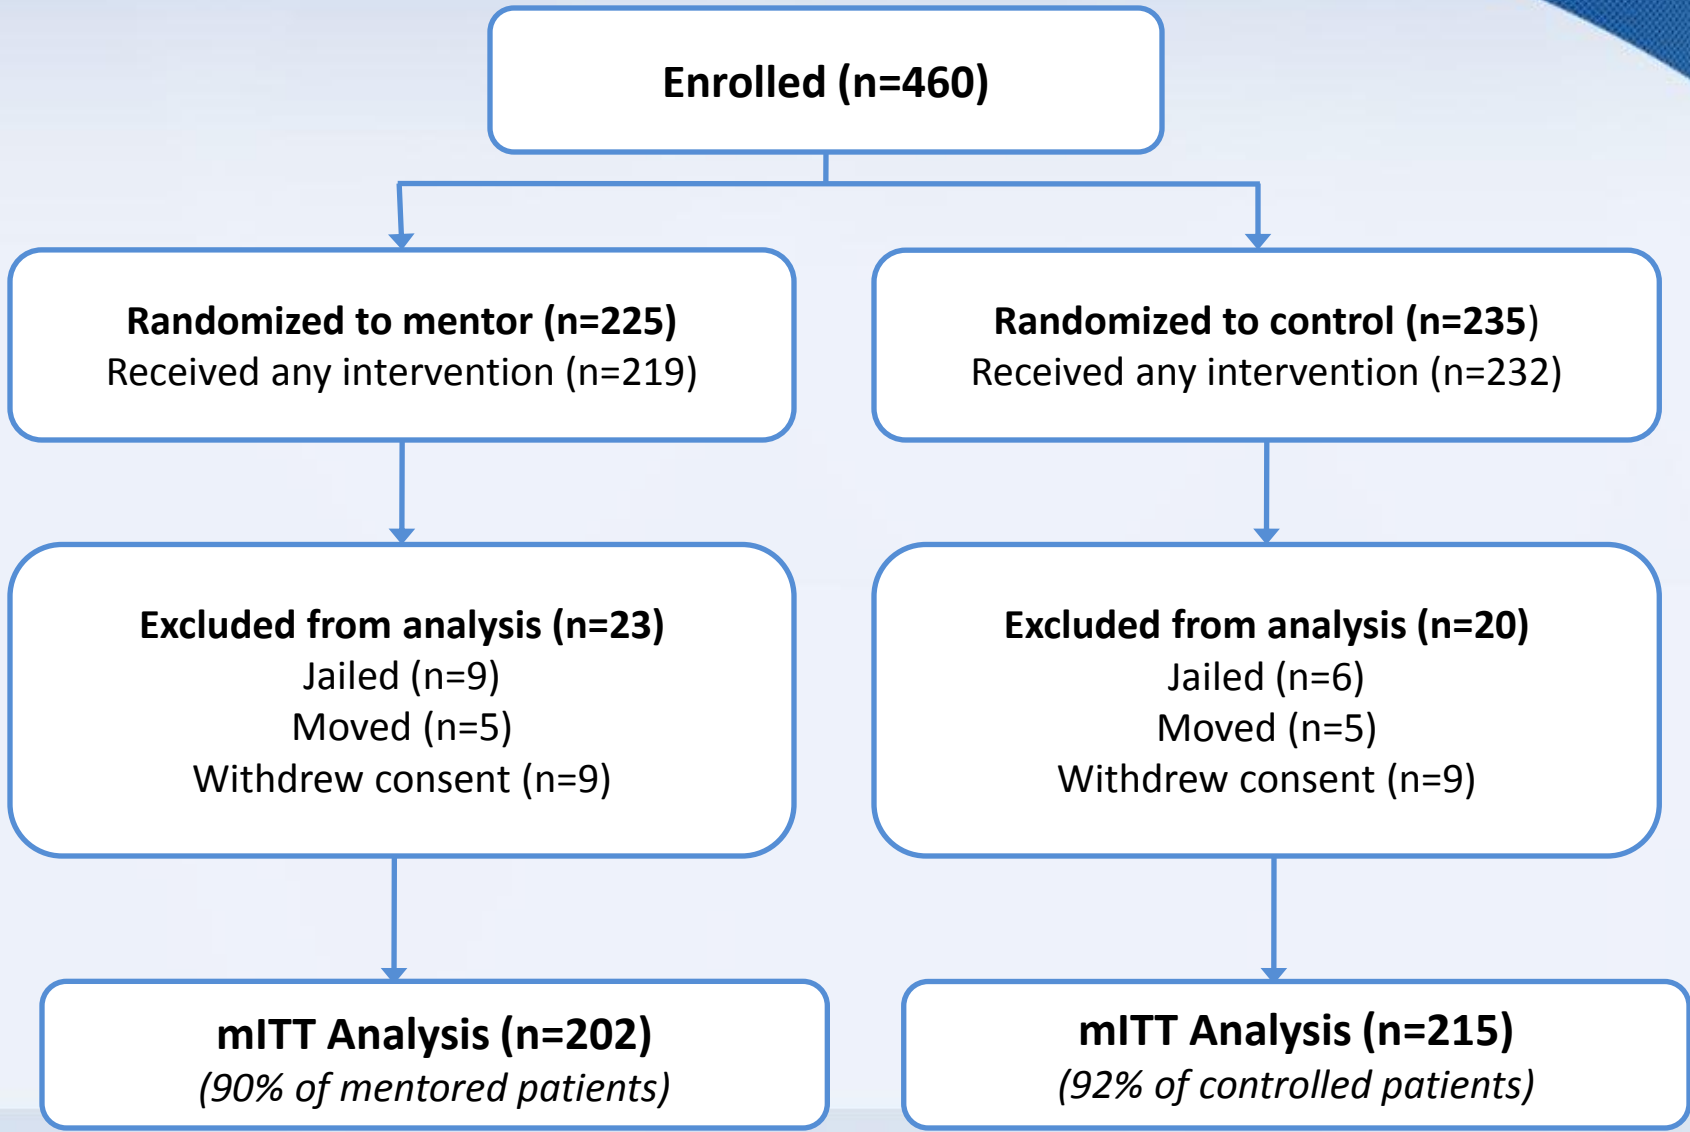 Enrolled (n=460)
Randomized to mentor (n=225)
Received any intervention (n=219)
Randomized to control (n=235)
Received any intervention (n=232)
Excluded from analysis (n=23)
Jailed (n=9)
Moved (n=5)
Withdrew consent (n=9)
Excluded from analysis (n=20)
Jailed (n=6)
Moved (n=5)
Withdrew consent (n=9)
mITT Analysis (n=202)
(90% of mentored patients)
mITT Analysis (n=215)
(92% of controlled patients)